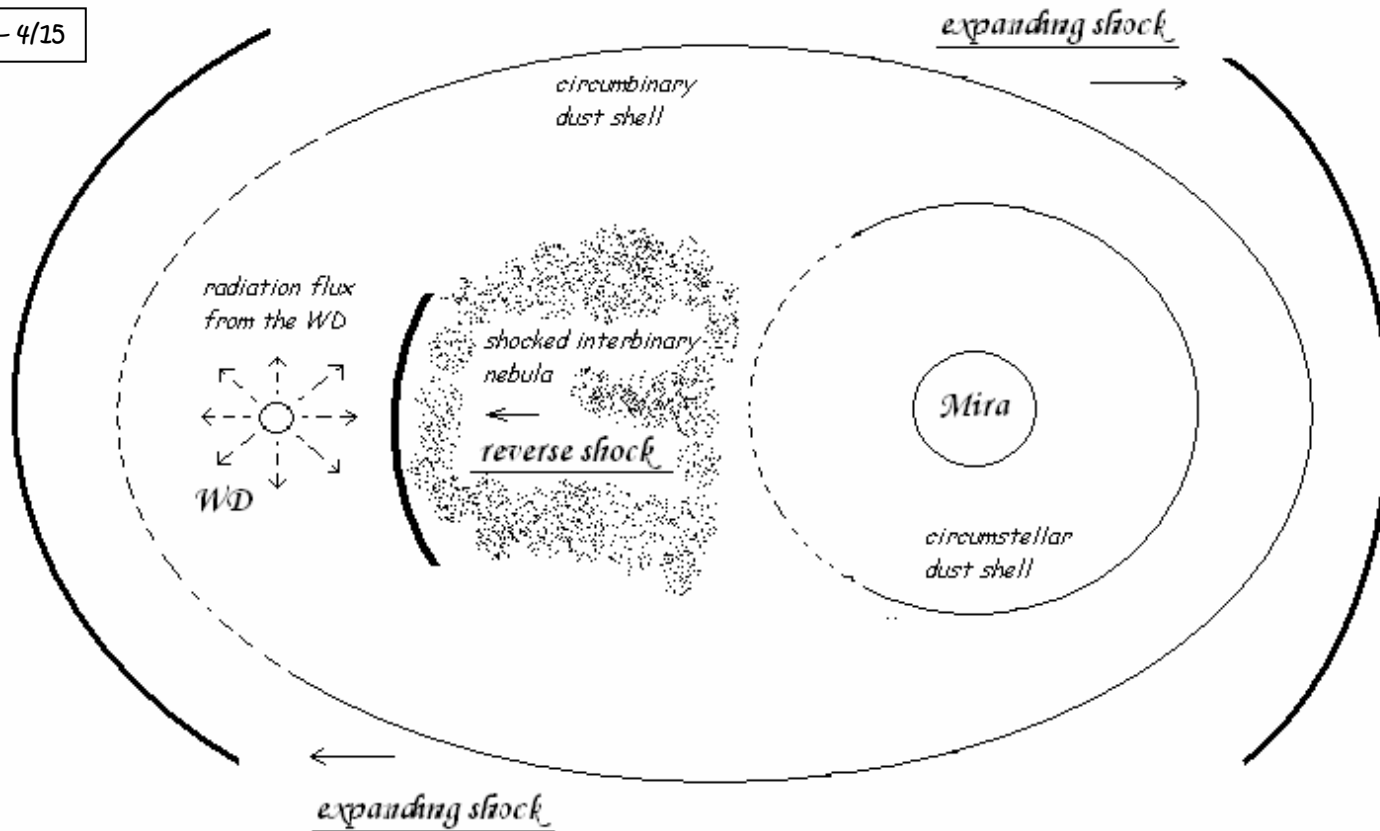 – 4/15
expanding shock
circumbinary
dust shell
radiation flux
from the WD
shocked interbinary
nebula
reverse shock
Mira
WD
circumstellar
dust shell
expanding shock